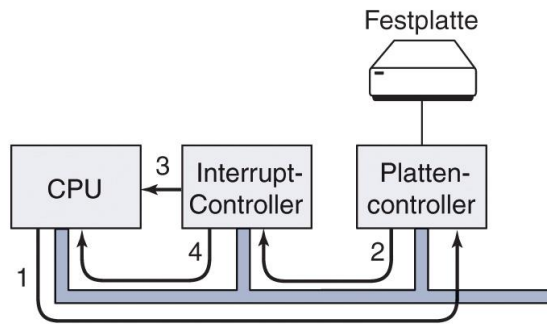 Festplatte
CPU
3
Interrupt-
Controller
Platten-
controller
1
4
2